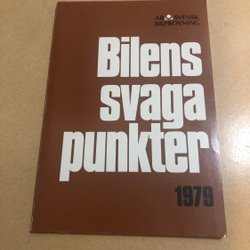 AB SVENSK
BILPROVNING
Bilens
svaga
punkter
1979